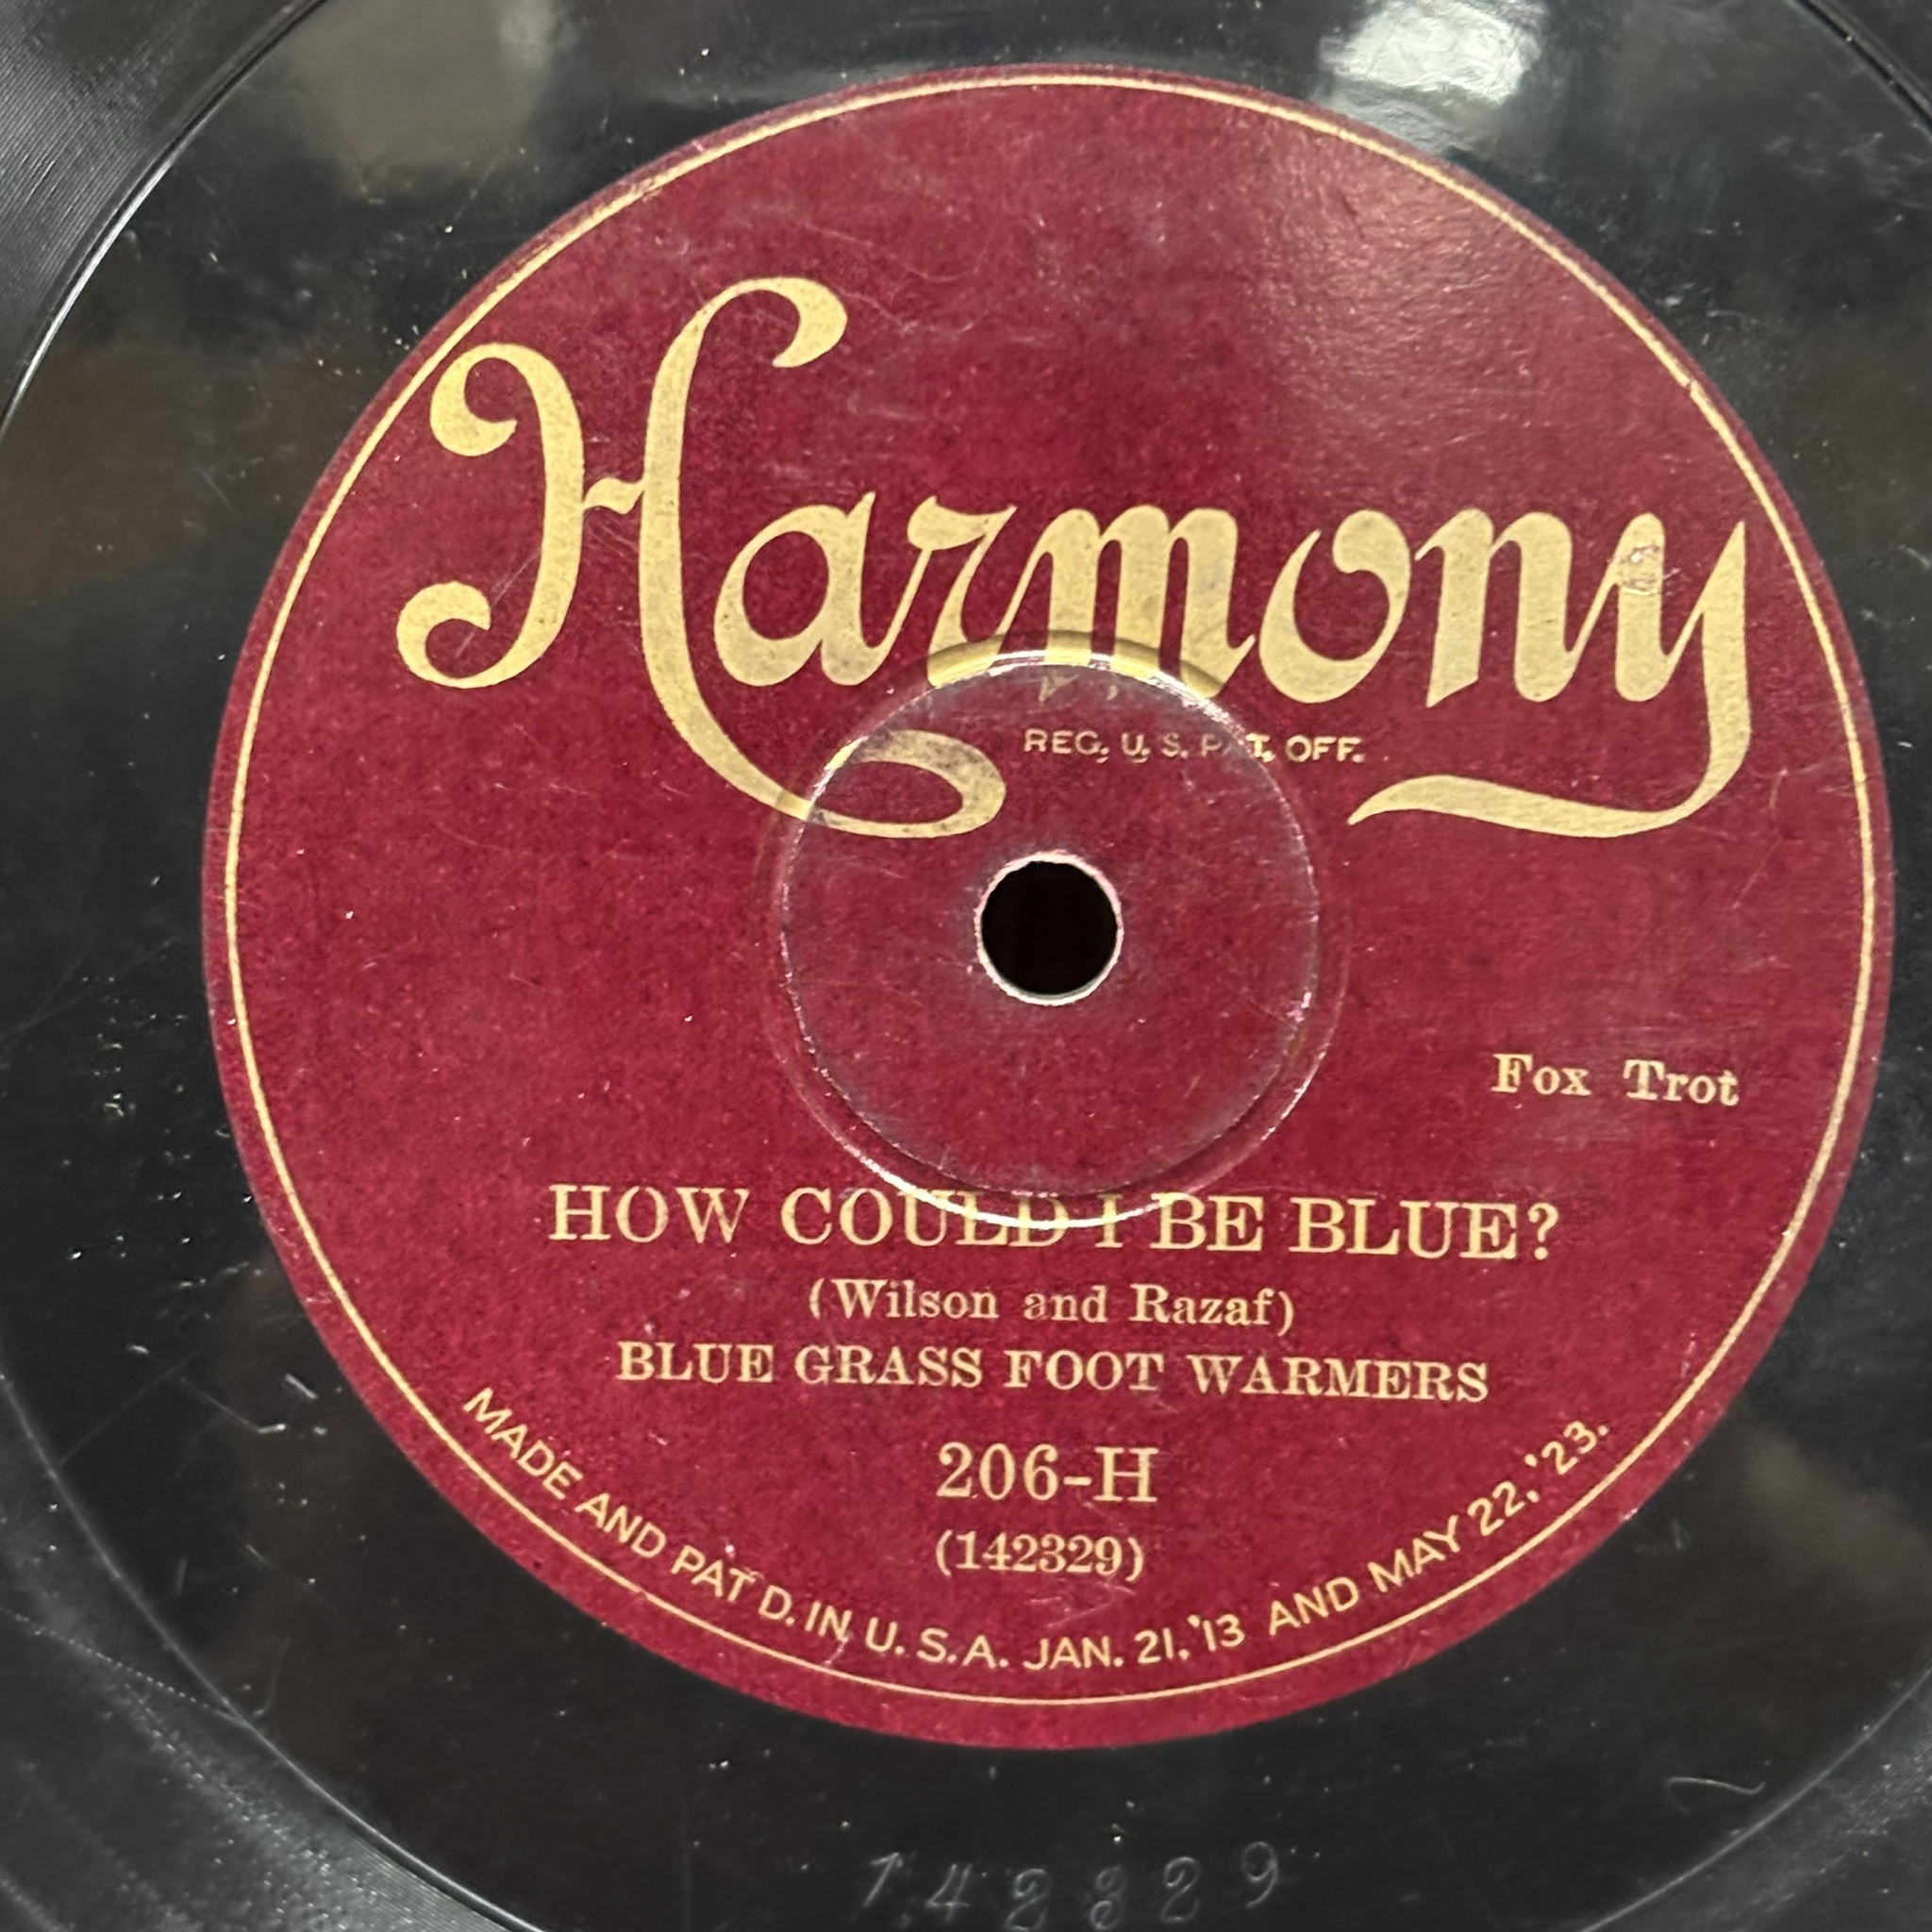 Harmony
REG. U. S. PAT. OFF.
Fox Trot
HOW COULD I BE BLUE?
(Wilson and Razaf)
BLUE GRASS FOOT WARMERS
206-H
(142329)
MADE AND PAT'D. IN U. S. A. JAN. 21, '13 AND MAY 22, '23.
142329